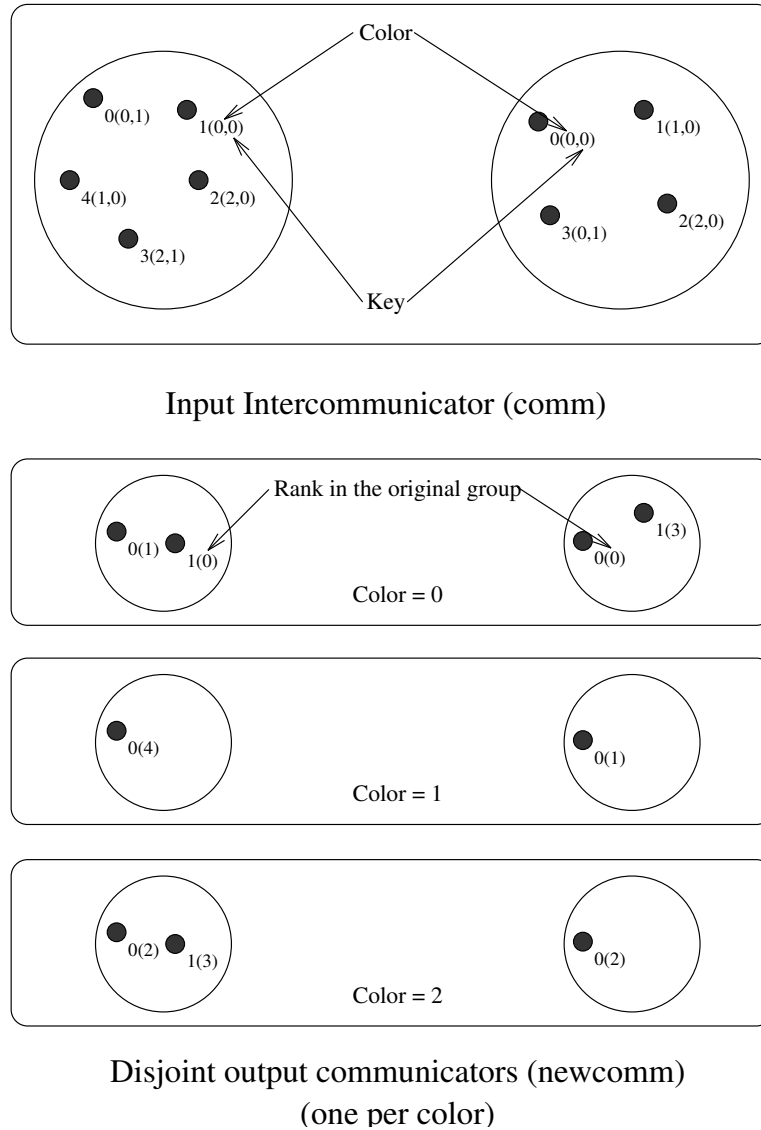 Color
0(0,1)
1(0,0)
4(1,0)
2(2,0)
3(2,1)
0(0,0)
1(1,0)
3(0,1)
2(2,0)
Key
Input Intercommunicator (comm)
Rank in the original group
0(1)
1(0)
0(0)
1(3)
Color = 0
0(4)
0(1)
Color = 1
0(2)
1(3)
0(2)
Color = 2
Disjoint output communicators (newcomm)
(one per color)